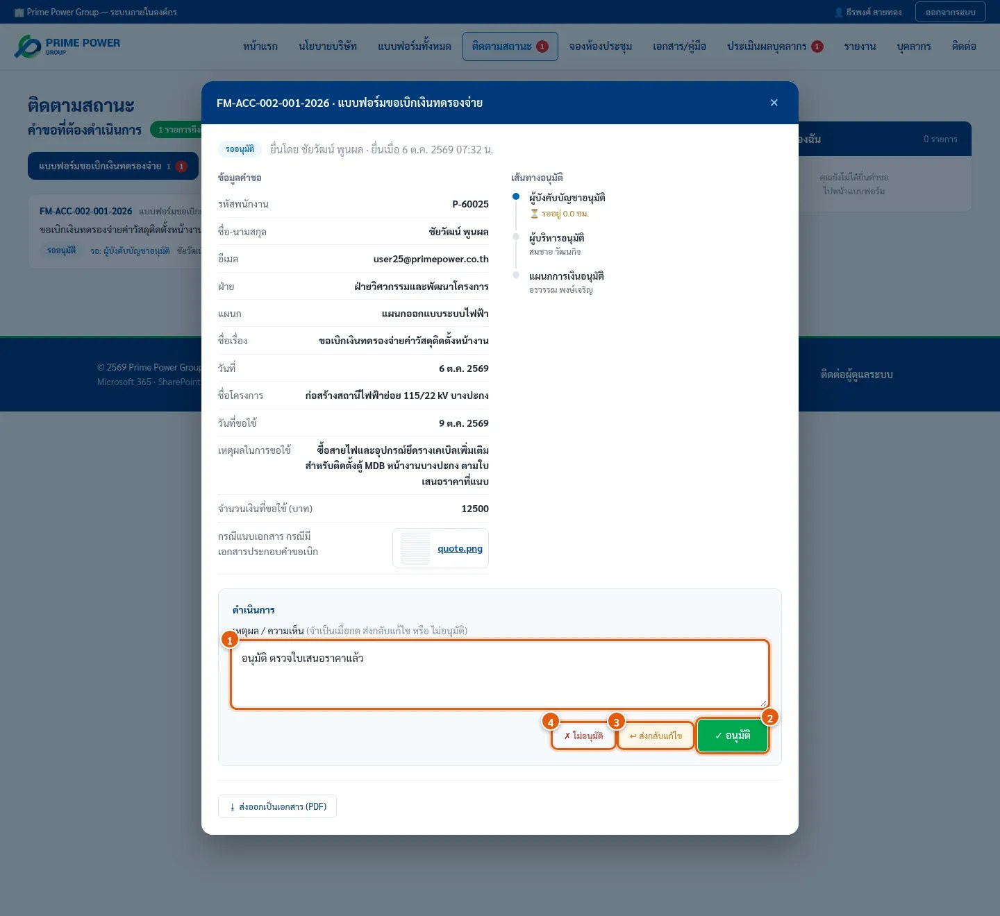 🏢 Prime Power Group — ระบบภายในองค์กร
👤 ธีรพงศ์ สายทอง
ออกจากระบบ
PRIME POWER
GROUP
หน้าแรก
นโยบายบริษัท
แบบฟอร์มทั้งหมด
ติดตามสถานะ 1
จองห้องประชุม
เอกสาร/คู่มือ
ประเมินผลบุคลากร 1
รายงาน
บุคลากร
ติดต่อ
ติดตามสถานะ
คำขอที่ต้องดำเนินการ
1 รายการถึง
แบบฟอร์มขอเบิกเงินทดรองจ่าย 1 1
FM-ACC-002-001-2026 แบบฟอร์มขอเบิกเ
ขอเบิกเงินทดรองจ่ายค่าวัสดุติดตั้งหน้างาน
รออนุมัติ รอ: ผู้บังคับบัญชาอนุมัติ ชัยวัฒน
องฉัน
0 รายการ
คุณยังไม่ได้ยื่นคำขอ
ไปหน้าแบบฟอร์ม
FM-ACC-002-001-2026 · แบบฟอร์มขอเบิกเงินทดรองจ่าย
✕
รออนุมัติ ยื่นโดย ชัยวัฒน์ พูนผล · ยื่นเมื่อ 6 ต.ค. 2569 07:32 น.
ข้อมูลคำขอ
รหัสพนักงาน P-60025
ชื่อ-นามสกุล ชัยวัฒน์ พูนผล
อีเมล user25@primepower.co.th
ฝ่าย ฝ่ายวิศวกรรมและพัฒนาโครงการ
แผนก แผนกออกแบบระบบไฟฟ้า
ชื่อเรื่อง ขอเบิกเงินทดรองจ่ายค่าวัสดุติดตั้งหน้างาน
วันที่ 6 ต.ค. 2569
ชื่อโครงการ ก่อสร้างสถานีไฟฟ้าย่อย 115/22 kV บางปะกง
วันที่ขอใช้ 9 ต.ค. 2569
เหตุผลในการขอใช้ ซื้อสายไฟและอุปกรณ์ยึดรางเคเบิลเพิ่มเติม
สำหรับติดตั้งตู้ MDB หน้างานบางปะกง ตามใบ
เสนอราคาที่แนบ
จำนวนเงินที่ขอใช้ (บาท) 12500
กรณีแนบเอกสาร กรณีมี
เอกสารประกอบคำขอเบิก
quote.png
เส้นทางอนุมัติ
ผู้บังคับบัญชาอนุมัติ
⏳ รออยู่ 0.0 ชม.
ผู้บริหารอนุมัติ
สมชาย วัฒนกิจ
แผนกการเงินอนุมัติ
อรวรรณ พงษ์เจริญ
ดำเนินการ
เหตุผล / ความเห็น (จำเป็นเมื่อกด ส่งกลับแก้ไข หรือ ไม่อนุมัติ)
1
อนุมัติ ตรวจใบเสนอราคาแล้ว
4
✗ ไม่อนุมัติ
3
↩ ส่งกลับแก้ไข
2
✓ อนุมัติ
⭳ ส่งออกเป็นเอกสาร (PDF)
© 2569 Prime Power Group
Microsoft 365 · SharePoint
ติดต่อผู้ดูแลระบบ